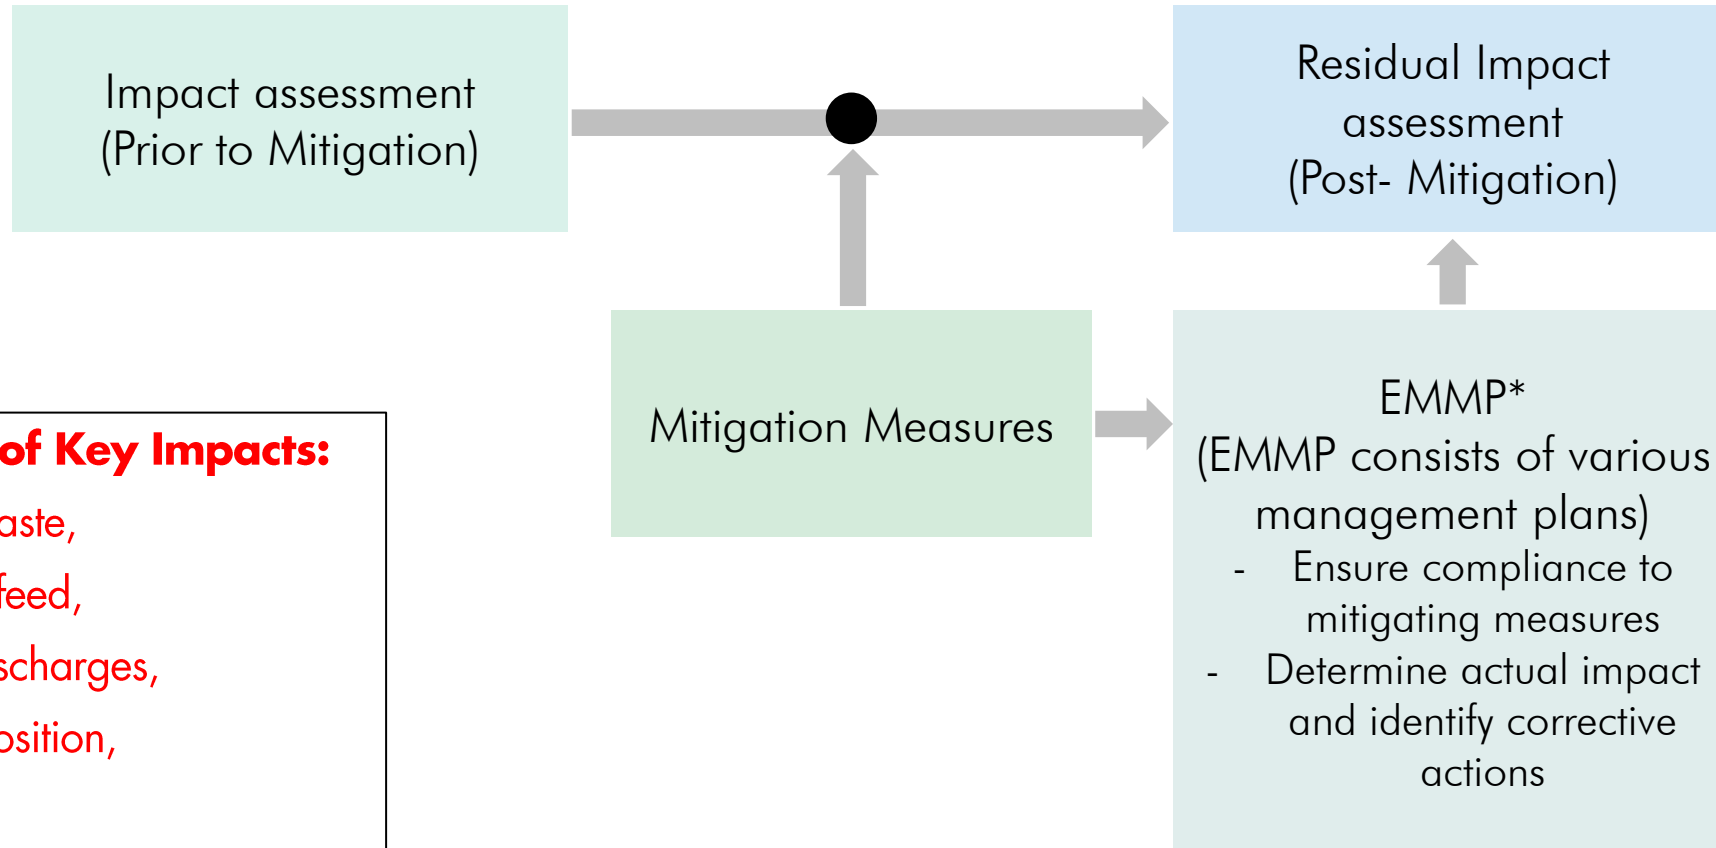 Impact assessment
(Prior to Mitigation)
Residual Impact
assessment
(Post- Mitigation)
Mitigation Measures
EMMP*
(EMMP consists of various
management plans)
- Ensure compliance to
mitigating measures
- Determine actual impact
and identify corrective
actions
of Key Impacts:
aste,
feed,
scharges,
osition,